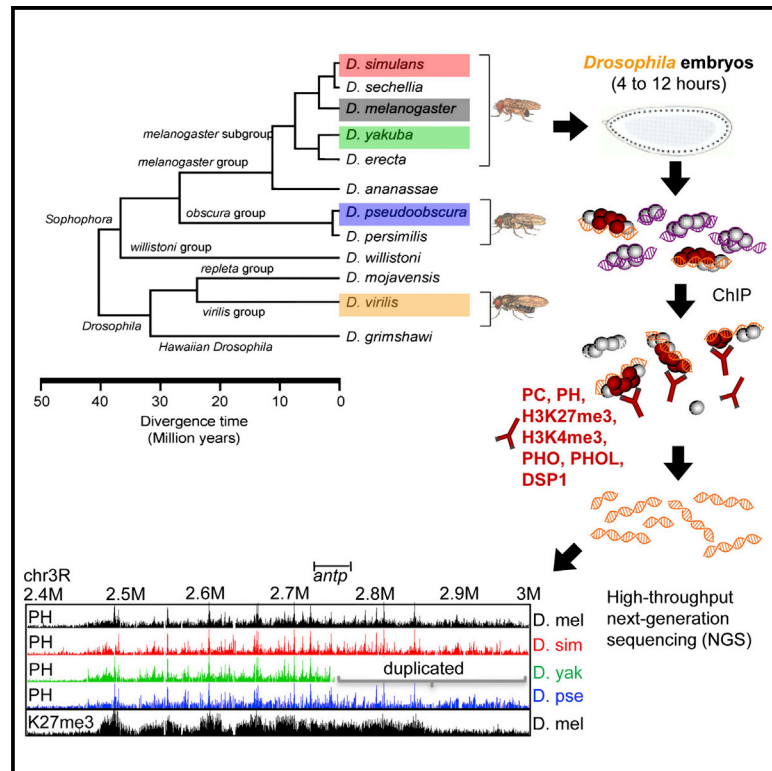 D. simulans
D. sechellia
D. melanogaster
melanogaster subgroup
D. yakuba
melanogaster group
D. erecta
D. ananassae
Sophophora
obscura group
D. pseudoobscura
D. persimilis
willistoni group
D. willistoni
repleta group
D. mojavensis
D. virilis
Drosophila
virilis group
Hawaiian Drosophila
D. grimshawi
50 40 30 20 10 0
Divergence time
(Million years)
Drosophila embryos
(4 to 12 hours)
ChIP
PC, PH,
H3K27me3,
H3K4me3,
PHO, PHOL,
DSP1
High-throughput
next-generation
sequencing (NGS)
antp
chr3R
2.4M 2.5M 2.6M 2.7M 2.8M 2.9M 3M
PH D. mel
PH D. sim
PH duplicated D. yak
PH D. pse
K27me3 D. mel